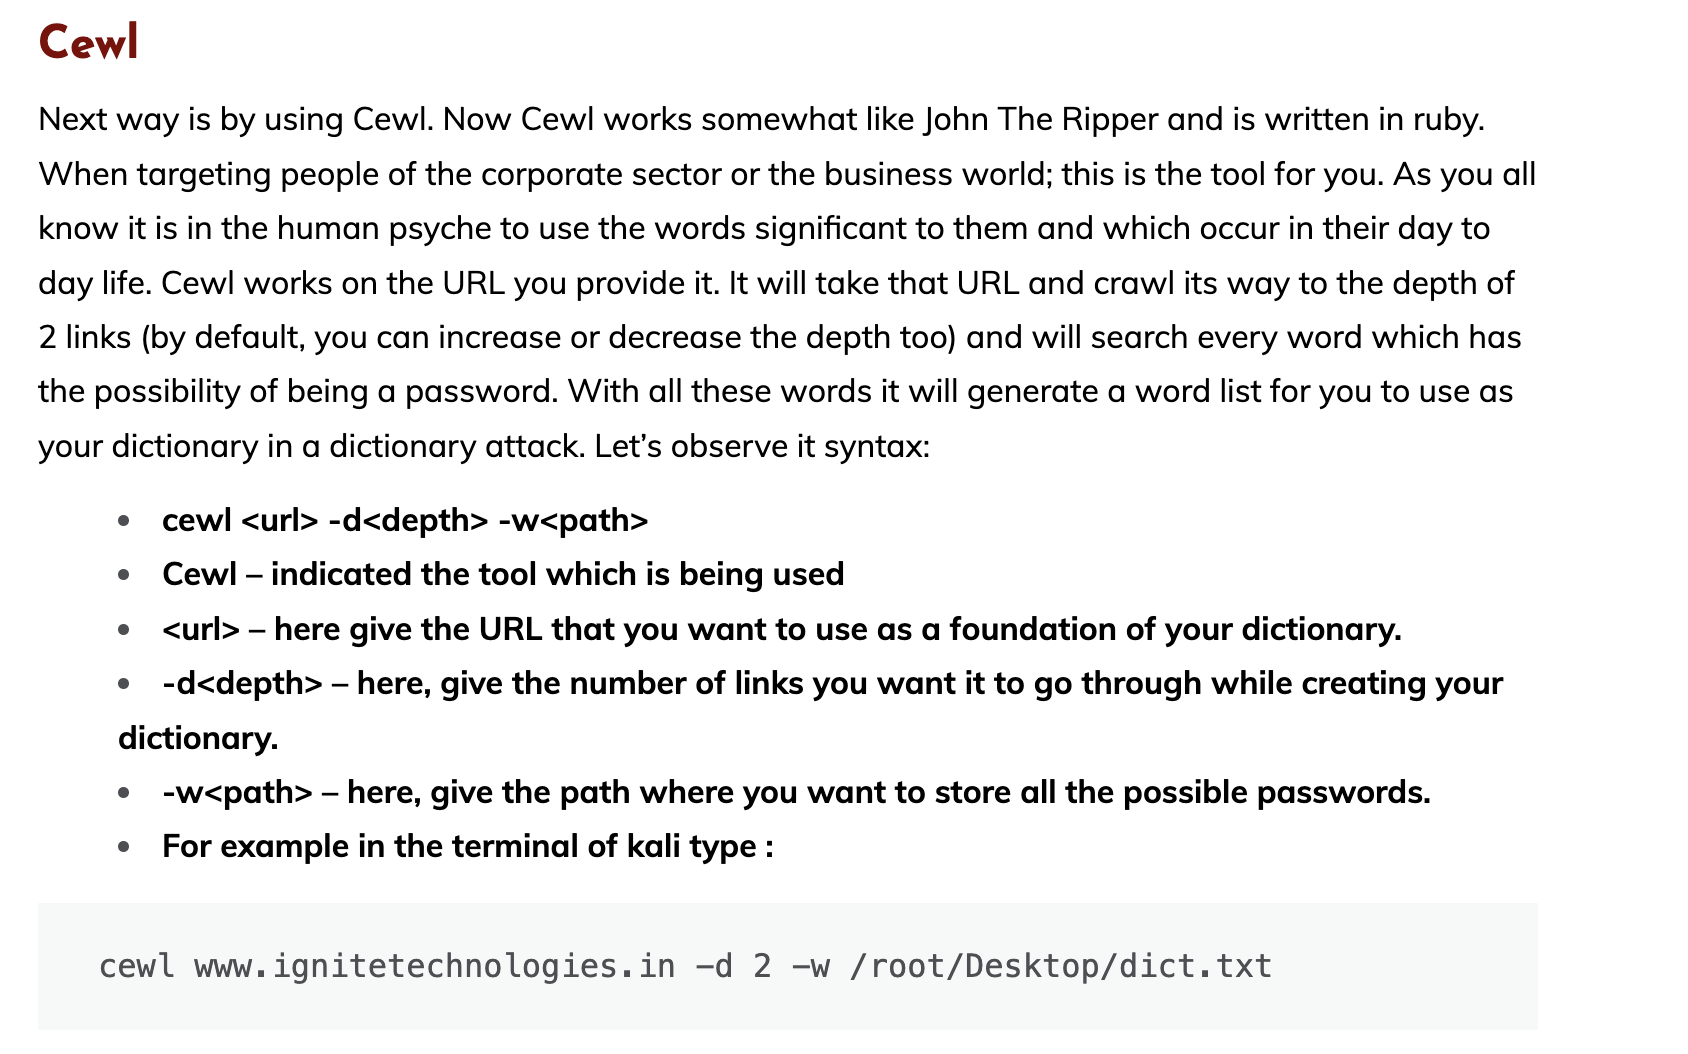 Cewl
Next way is by using Cewl. Now Cewl works somewhat like John The Ripper and is written in ruby.
When targeting people of the corporate sector or the business world; this is the tool for you. As you all
know it is in the human psyche to use the words significant to them and which occur in their day to
day life. Cewl works on the URL you provide it. It will take that URL and crawl its way to the depth of
2 links (by default, you can increase or decrease the depth too) and will search every word which has
the possibility of being a password. With all these words it will generate a word list for you to use as
your dictionary in a dictionary attack. Let’s observe it syntax:
• cewl <url> -d<depth> -w<path>
• Cewl – indicated the tool which is being used
• <url> – here give the URL that you want to use as a foundation of your dictionary.
• -d<depth> – here, give the number of links you want it to go through while creating your
dictionary.
• -w<path> – here, give the path where you want to store all the possible passwords.
• For example in the terminal of kali type :
cewl www.ignitetechnologies.in –d 2 –w /root/Desktop/dict.txt